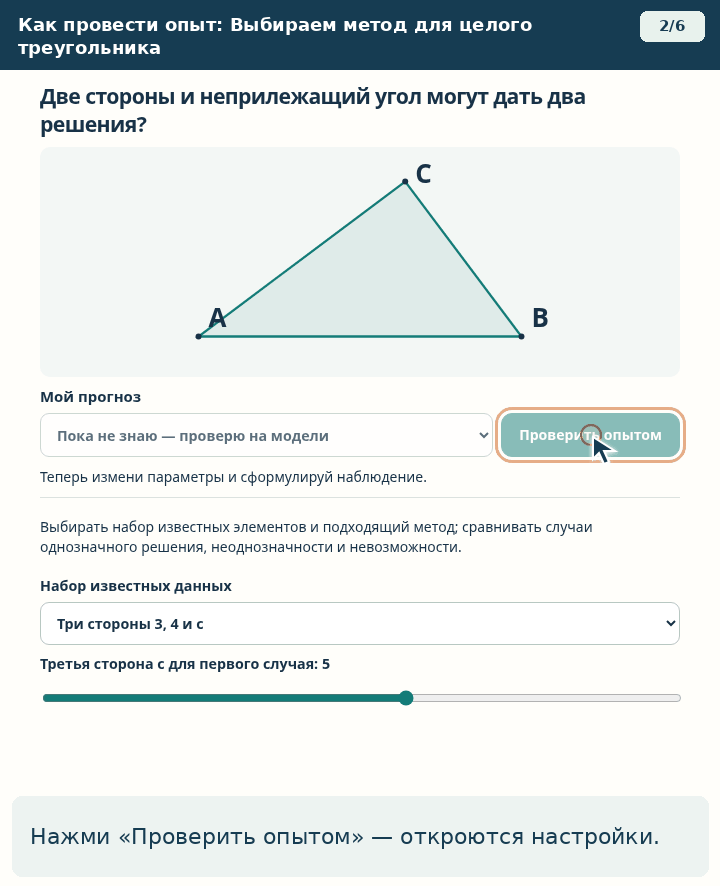 Как провести опыт: Выбираем метод для целого
треугольника
2/6
Две стороны и неприлежащий угол могут дать два
решения?
C
A
B
Мой прогноз
Пока не знаю — проверю на модели
Проверить опытом
Теперь измени параметры и сформулируй наблюдение.
Выбирать набор известных элементов и подходящий метод; сравнивать случаи
однозначного решения, неоднозначности и невозможности.
Набор известных данных
Три стороны 3, 4 и c
Третья сторона c для первого случая: 5
Нажми «Проверить опытом» — откроются настройки.